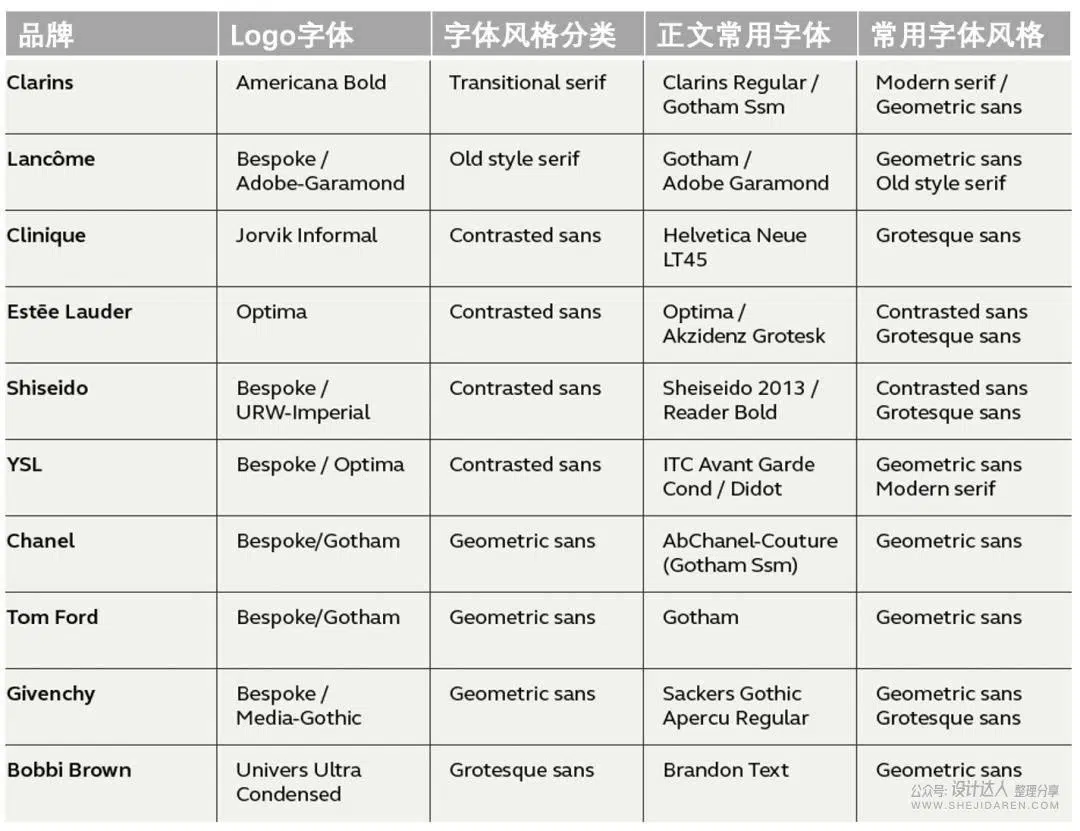 品牌 Logo字体 字体风格分类 正文常用字体 常用字体风格
Clarins Americana Bold Transitional serif Clarins Regular / Modern serif /
Gotham Ssm Geometric sans
Lancôme Bespoke / Old style serif Gotham / Geometric sans
Adobe-Garamond Adobe Garamond Old style serif
Clinique Jorvik Informal Contrasted sans Helvetica Neue Grotesque sans
LT45
Estēe Lauder Optima Contrasted sans Optima / Contrasted sans
Akzidenz Grotesk Grotesque sans
Shiseido Bespoke / Contrasted sans Sheiseido 2013 / Contrasted sans
URW-Imperial Reader Bold Grotesque sans
YSL Bespoke / Optima Contrasted sans ITC Avant Garde Geometric sans
Cond / Didot Modern serif
Chanel Bespoke/Gotham Geometric sans AbChanel-Couture Geometric sans
(Gotham Ssm)
Tom Ford Bespoke/Gotham Geometric sans Gotham Geometric sans
Givenchy Bespoke / Geometric sans Sackers Gothic Geometric sans
Media-Gothic Apercu Regular Grotesque sans
Bobbi Brown Univers Ultra Grotesque sans Brandon Text Geometric sans
Condensed
公众号: 设计达人 整理分享
WWW.SHEJIDAREN.COM